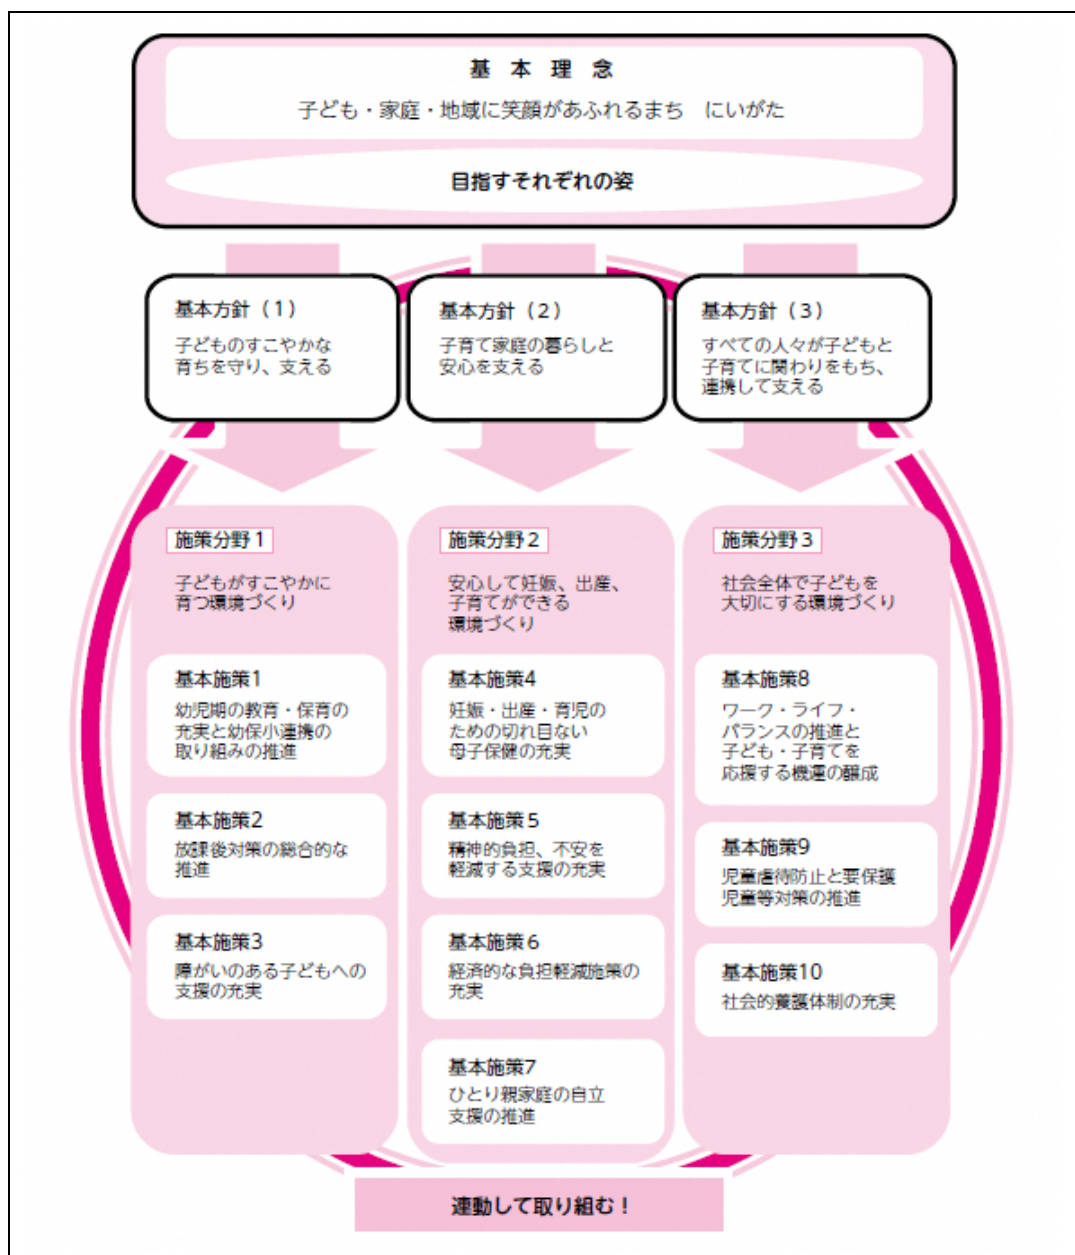 基 本 理 念
子ども・家庭・地域に笑顔があふれるまち　にいがた
目指すそれぞれの姿
基本方針（１）
子どものすこやかな
育ちを守り、支える
基本方針（２）
子育て家庭の暮らしと
安心を支える
基本方針（３）
すべての人々が子どもと
子育てに関わりをもち、
連携して支える
施策分野１
子どもがすこやかに
育つ環境づくり
基本施策1
幼児期の教育・保育の
充実と幼保小連携の
取り組みの推進
基本施策2
放課後対策の総合的な
推進
基本施策3
障がいのある子どもへの
支援の充実
施策分野２
安心して妊娠、出産、
子育てができる
環境づくり
基本施策4
妊娠・出産・育児の
ための切れ目ない
母子保健の充実
基本施策５
精神的負担、不安を
軽減する支援の充実
基本施策６
経済的な負担軽減施策の
充実
基本施策7
ひとり親家庭の自立
支援の推進
施策分野３
社会全体で子どもを
大切にする環境づくり
基本施策8
ワーク・ライフ・
バランスの推進と
子ども・子育てを
応援する機運の醸成
基本施策9
児童虐待防止と要保護
児童等対策の推進
基本施策10
社会的養護体制の充実
連動して取り組む！